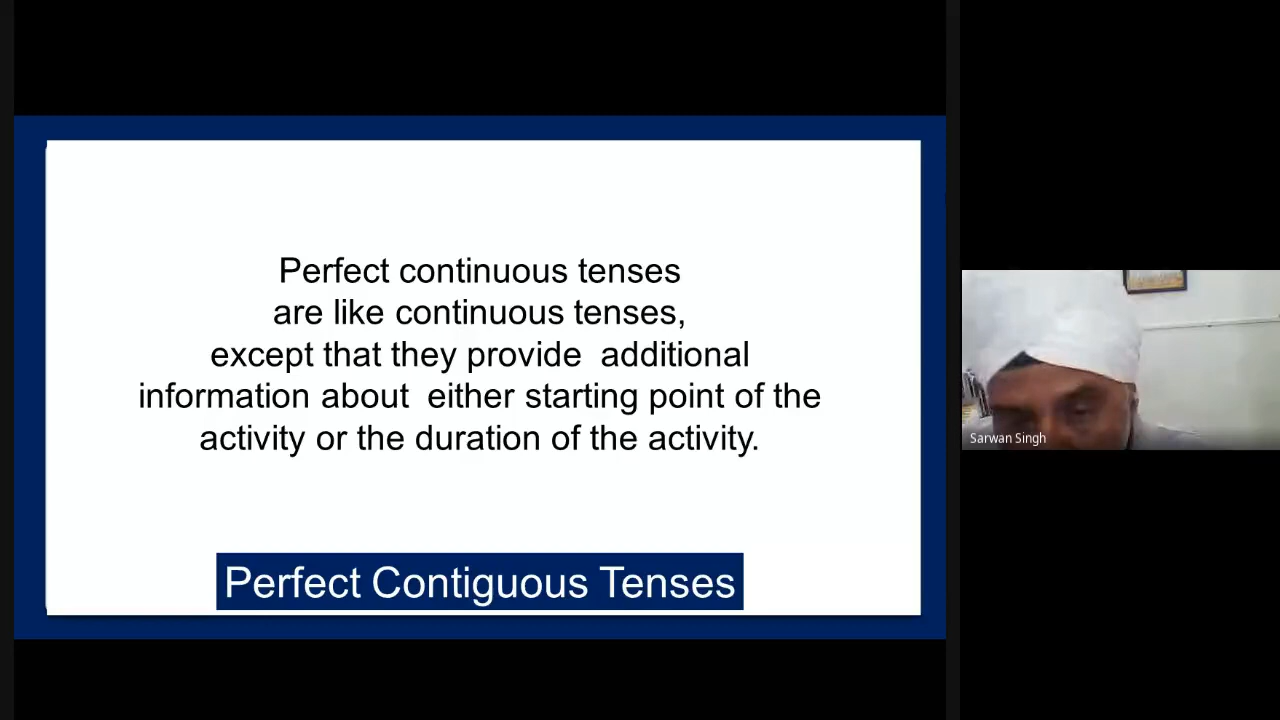 Perfect continuous tenses
are like continuous tenses,
except that they provide  additional
information about  either starting point of the
activity or the duration of the activity.
Perfect Contiguous Tenses
Sarwan Singh